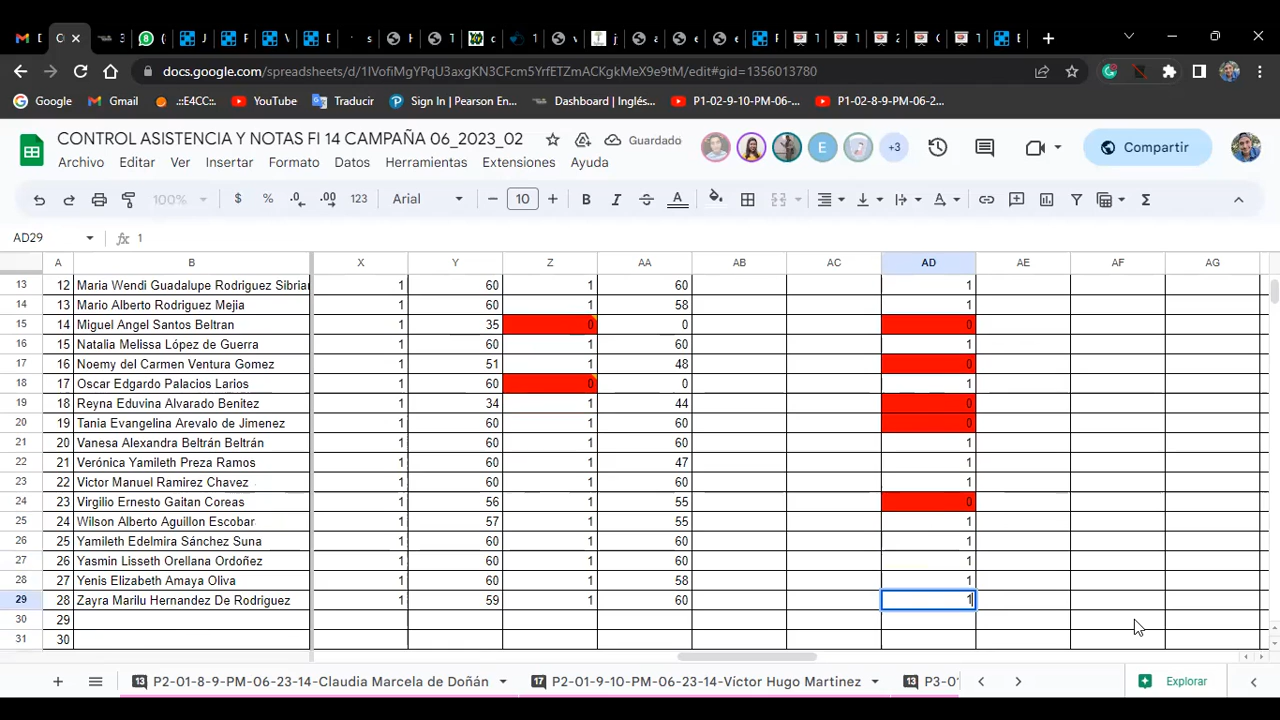 docs.google.com/spreadsheets/d/1IVofiMgYPqU3axgKN3CFcm5YrfETZmACKgkMeX9e9tM/edit#gid=1356013780
Google Gmail .::E4CC:. YouTube Traducir Sign In | Pearson En... Dashboard | Inglés... P1-02-9-10-PM-06-... P1-02-8-9-PM-06-2...
CONTROL ASISTENCIA Y NOTAS FI 14 CAMPAÑA 06_2023_02 Guardado E +3 Compartir
Archivo Editar Ver Insertar Formato Datos Herramientas Extensiones Ayuda
100% $ % .0 .00 123 Arial 10 B I A
AD29 fx 1
A B X Y Z AA AB AC AD AE AF AG
13 12 Maria Wendi Guadalupe Rodriguez Sibrian 1 60 1 60 1
14 13 Mario Alberto Rodriguez Mejia 1 60 1 58 1
15 14 Miguel Angel Santos Beltran 1 35 0 0 0
16 15 Natalia Melissa López de Guerra 1 60 1 60 1
17 16 Noemy del Carmen Ventura Gomez 1 51 1 48 0
18 17 Oscar Edgardo Palacios Larios 1 60 0 0 1
19 18 Reyna Eduvina Alvarado Benitez 1 34 1 44 0
20 19 Tania Evangelina Arevalo de Jimenez 1 60 1 60 0
21 20 Vanesa Alexandra Beltrán Beltrán 1 60 1 60 1
22 21 Verónica Yamileth Preza Ramos 1 60 1 47 1
23 22 Victor Manuel Ramirez Chavez 1 60 1 60 1
24 23 Virgilio Ernesto Gaitan Coreas 1 56 1 55 0
25 24 Wilson Alberto Aguillon Escobar 1 57 1 55 1
26 25 Yamileth Edelmira Sánchez Suna 1 60 1 60 1
27 26 Yasmin Lisseth Orellana Ordoñez 1 60 1 60 1
28 27 Yenis Elizabeth Amaya Oliva 1 60 1 58 1
29 28 Zayra Marilu Hernandez De Rodriguez 1 59 1 60 1
30 29
31 30
13 P2-01-8-9-PM-06-23-14-Claudia Marcela de Doñán 17 P2-01-9-10-PM-06-23-14-Víctor Hugo Martinez 13 P3-0 Explorar